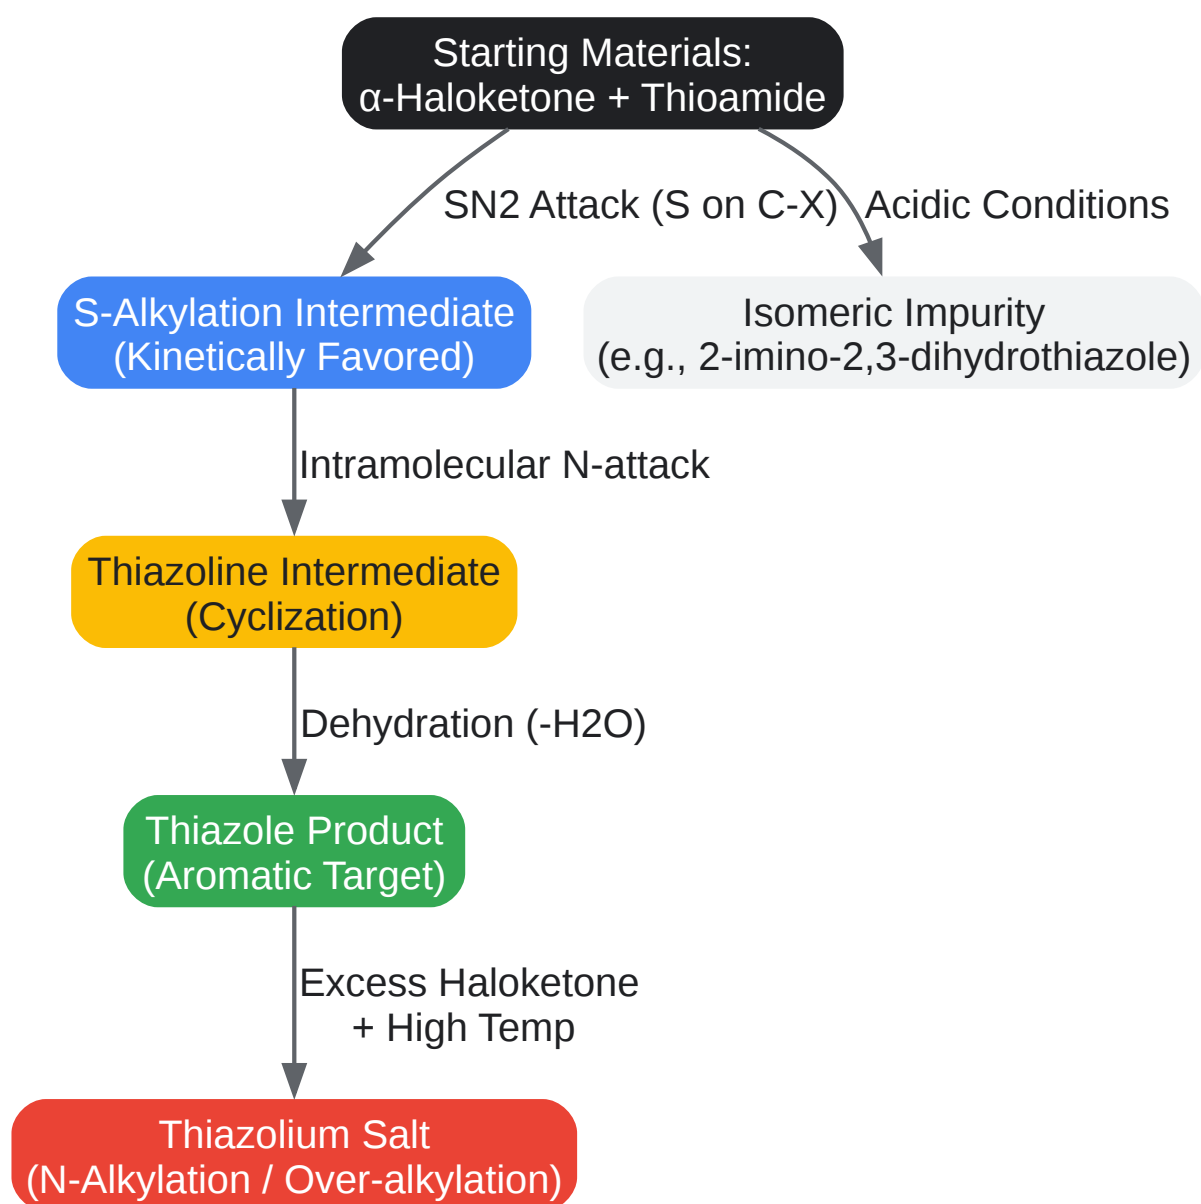 Starting Materials:
α-Haloketone + Thioamide
SN2 Attack (S on C-X)
Acidic Conditions
S-Alkylation Intermediate
(Kinetically Favored)
Isomeric Impurity
(e.g., 2-imino-2,3-dihydrothiazole)
Intramolecular N-attack
Thiazoline Intermediate
(Cyclization)
Dehydration (-H2O)
Thiazole Product
(Aromatic Target)
Excess Haloketone
+ High Temp
Thiazolium Salt
(N-Alkylation / Over-alkylation)